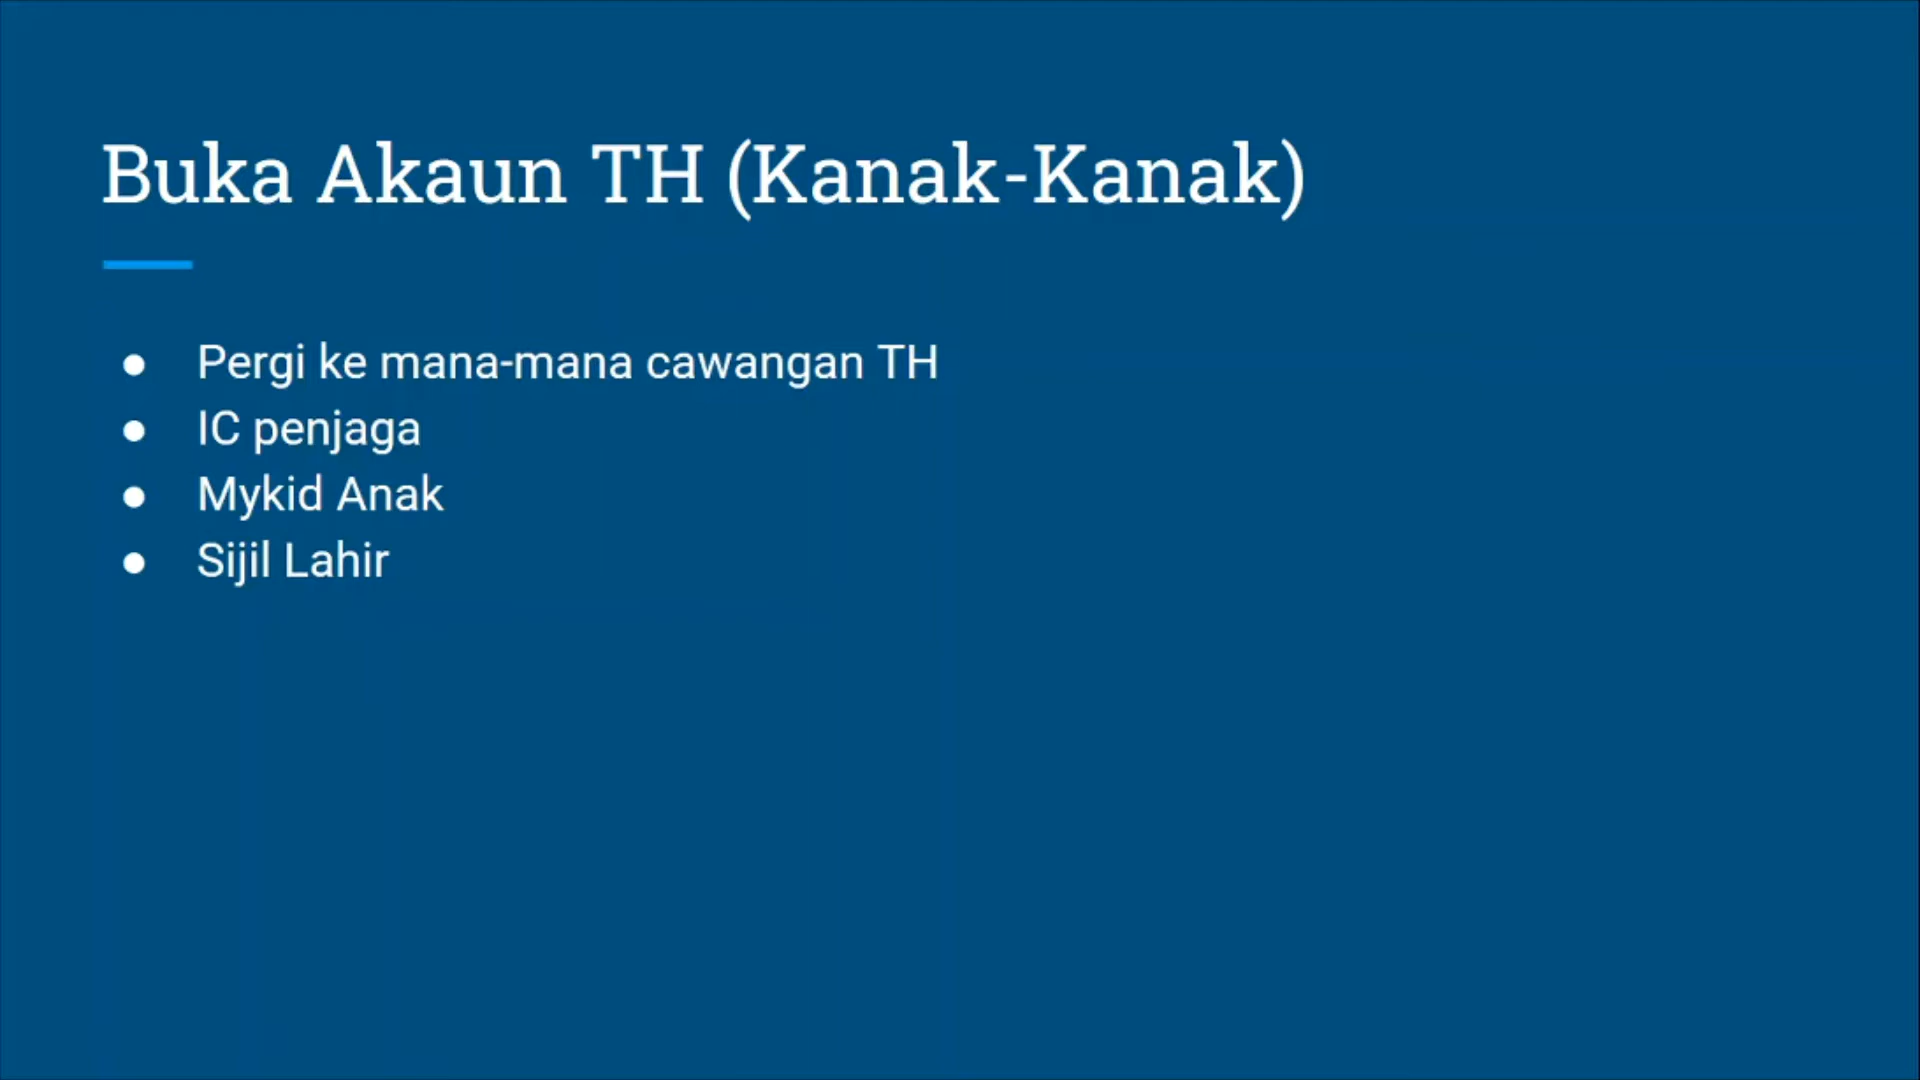 Buka Akaun TH (Kanak-Kanak)
● Pergi ke mana-mana cawangan TH
● IC penjaga
● Mykid Anak
● Sijil Lahir